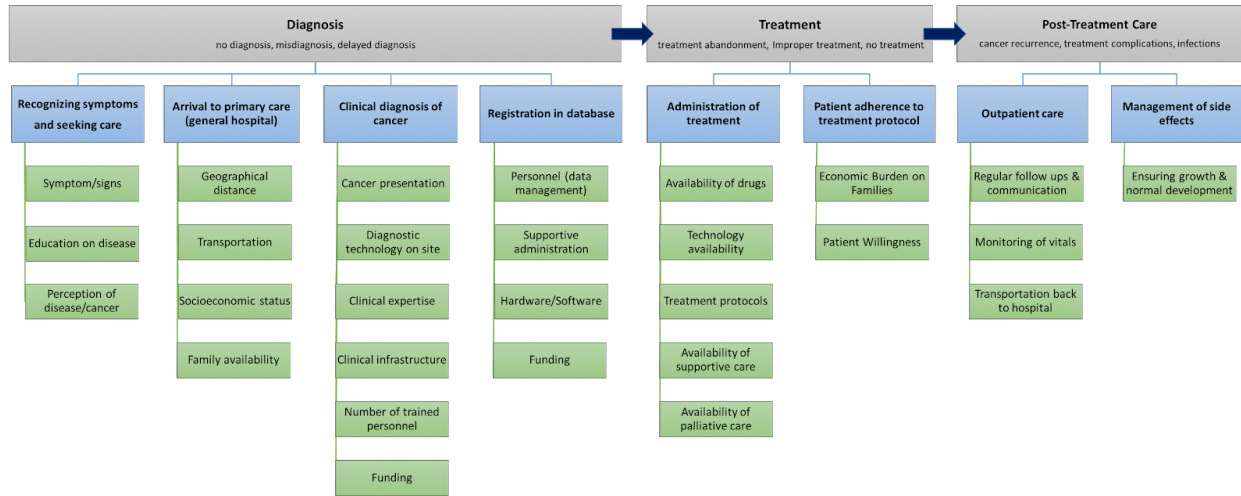 Diagnosis
no diagnosis, misdiagnosis, delayed diagnosis
Treatment
treatment abandonment, Improper treatment, no treatment
Post-Treatment Care
cancer recurrence, treatment complications, infections
Recognizing symptoms
and seeking care
Symptom/signs
Education on disease
Perception of
disease/cancer
Arrival to primary care
(general hospital)
Geographical
distance
Transportation
Socioeconomic status
Family availability
Clinical diagnosis of
cancer
Cancer presentation
Diagnostic
technology on site
Clinical expertise
Clinical infrastructure
Number of trained
personnel
Funding
Registration in database
Personnel (data
management)
Supportive
administration
Hardware/Software
Funding
Administration of
treatment
Availability of drugs
Technology
availability
Treatment protocols
Availability of
supportive care
Availability of
palliative care
Patient adherence to
treatment protocol
Economic Burden on
Families
Patient Willingness
Outpatient care
Regular follow ups &
communication
Monitoring of vitals
Transportation back
to hospital
Management of side
effects
Ensuring growth &
normal development